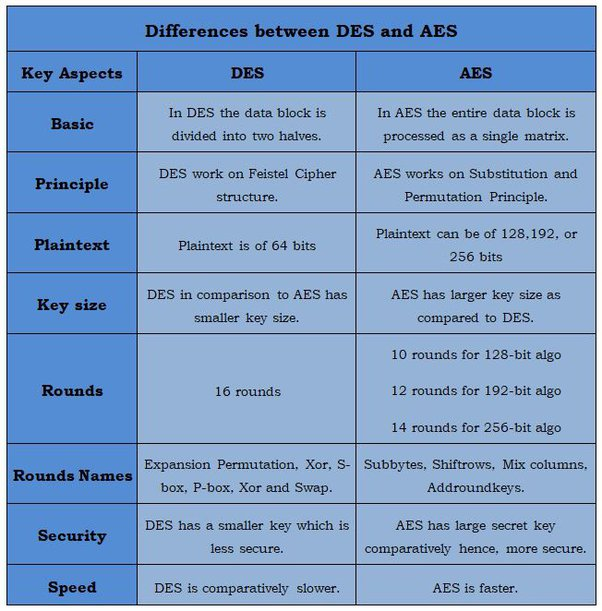 Differences between DES and AES
Key Aspects
DES
AES
Basic
In DES the data block is
divided into two halves.
In AES the entire data block is
processed as a single matrix.
Principle
DES work on Feistel Cipher
structure.
AES works on Substitution and
Permutation Principle.
Plaintext
Plaintext is of 64 bits
Plaintext can be of 128,192, or
256 bits
Key size
DES in comparison to AES has
smaller key size.
AES has larger key size as
compared to DES.
Rounds
16 rounds
10 rounds for 128-bit algo
12 rounds for 192-bit algo
14 rounds for 256-bit algo
Rounds Names
Expansion Permutation, Xor, S-
box, P-box, Xor and Swap.
Subbytes, Shiftrows, Mix columns,
Addroundkeys.
Security
DES has a smaller key which is
less secure.
AES has large secret key
comparatively hence, more secure.
Speed
DES is comparatively slower.
AES is faster.